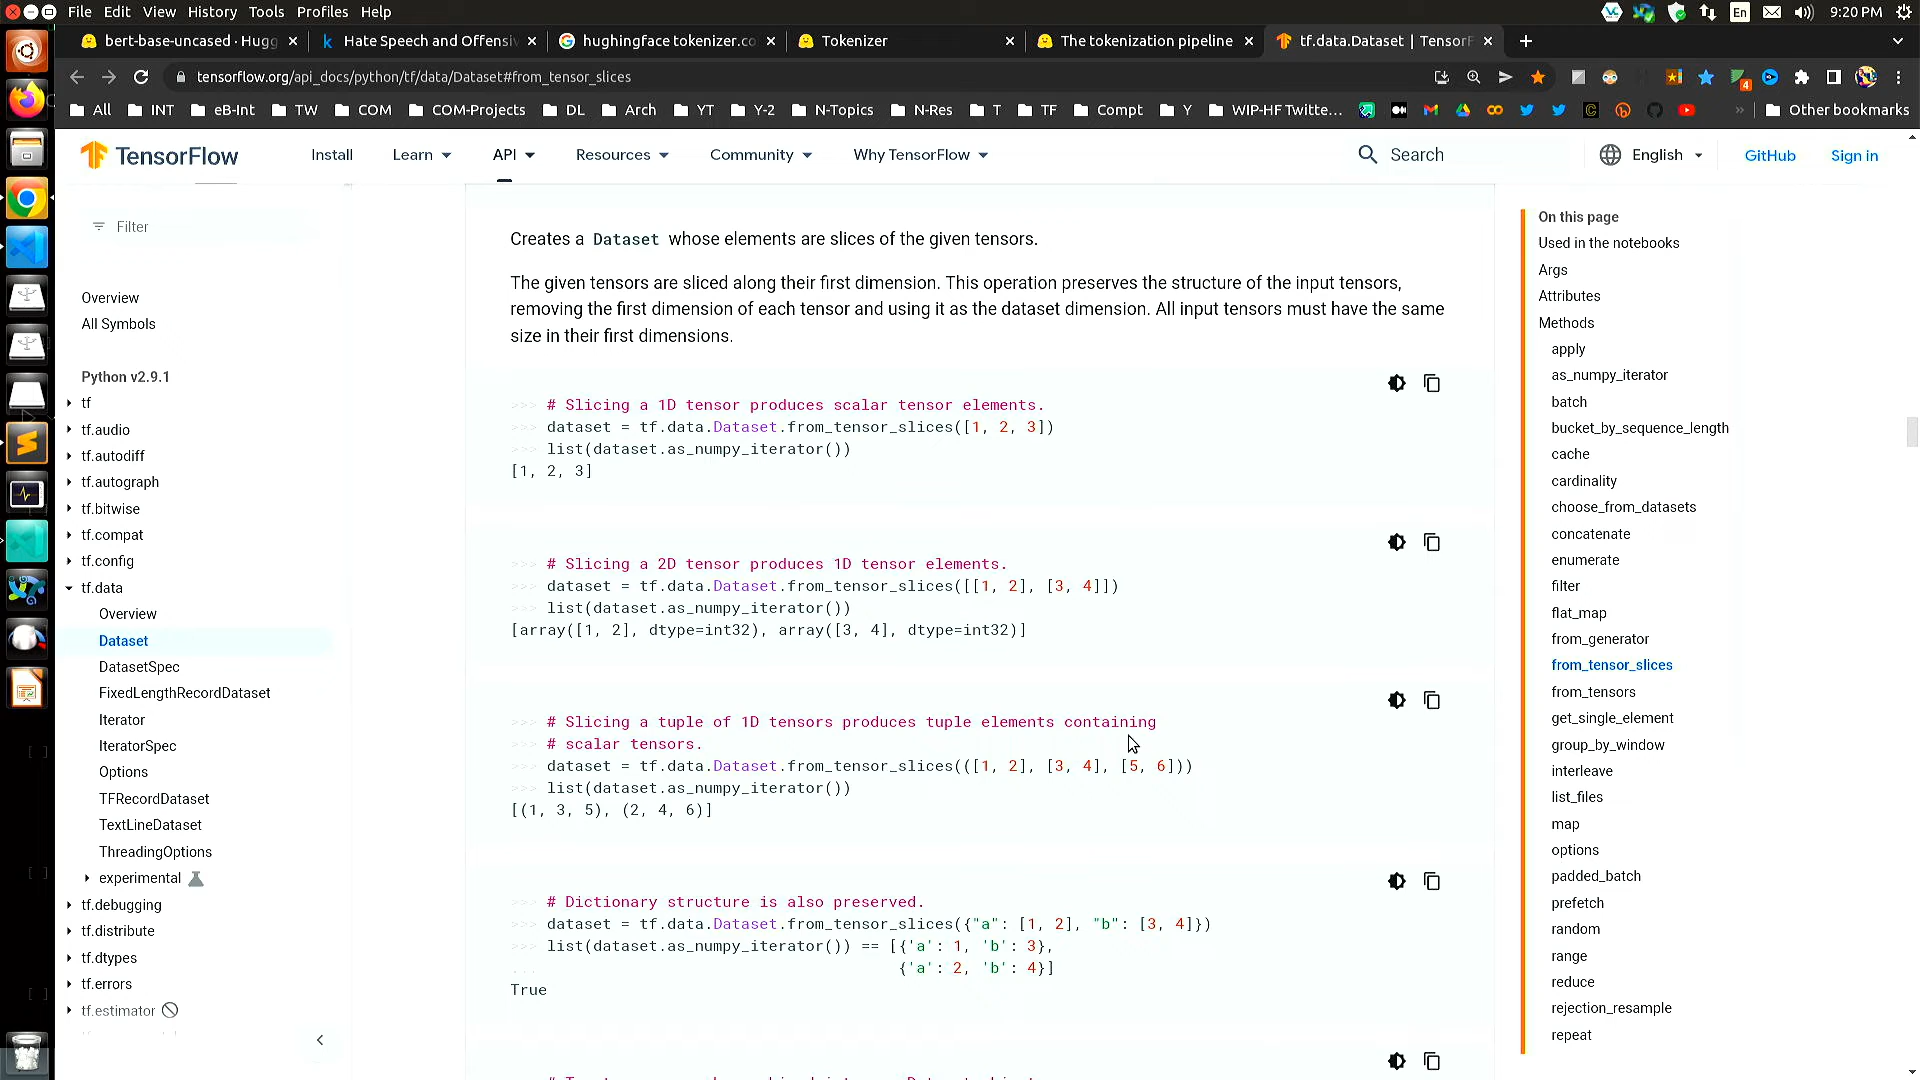 File Edit View History Tools Profiles Help
En 9:20 PM
bert-base-uncased · Hugg
Hate Speech and Offensiv
hughingface tokenizer.co
Tokenizer
The tokenization pipeline
tf.data.Dataset | TensorF
tensorflow.org/api_docs/python/tf/data/Dataset#from_tensor_slices
4
All INT eB-Int TW COM COM-Projects DL Arch YT Y-2 N-Topics N-Res T TF Compt Y WIP-HF Twitte... » Other bookmarks
TensorFlow Install Learn API Resources Community Why TensorFlow Search English GitHub Sign in
Filter
Overview
All Symbols
Python v2.9.1
tf
tf.audio
tf.autodiff
tf.autograph
tf.bitwise
tf.compat
tf.config
tf.data
Overview
Dataset
DatasetSpec
FixedLengthRecordDataset
Iterator
IteratorSpec
Options
TFRecordDataset
TextLineDataset
ThreadingOptions
experimental
tf.debugging
tf.distribute
tf.dtypes
tf.errors
tf.estimator
Creates a Dataset whose elements are slices of the given tensors.
The given tensors are sliced along their first dimension. This operation preserves the structure of the input tensors,
removing the first dimension of each tensor and using it as the dataset dimension. All input tensors must have the same
size in their first dimensions.
>>> # Slicing a 1D tensor produces scalar tensor elements.
>>> dataset = tf.data.Dataset.from_tensor_slices([1, 2, 3])
>>> list(dataset.as_numpy_iterator())
[1, 2, 3]
>>> # Slicing a 2D tensor produces 1D tensor elements.
>>> dataset = tf.data.Dataset.from_tensor_slices([[1, 2], [3, 4]])
>>> list(dataset.as_numpy_iterator())
[array([1, 2], dtype=int32), array([3, 4], dtype=int32)]
>>> # Slicing a tuple of 1D tensors produces tuple elements containing
>>> # scalar tensors.
>>> dataset = tf.data.Dataset.from_tensor_slices(([1, 2], [3, 4], [5, 6]))
>>> list(dataset.as_numpy_iterator())
[(1, 3, 5), (2, 4, 6)]
>>> # Dictionary structure is also preserved.
>>> dataset = tf.data.Dataset.from_tensor_slices({"a": [1, 2], "b": [3, 4]})
>>> list(dataset.as_numpy_iterator()) == [{'a': 1, 'b': 3},
... {'a': 2, 'b': 4}]
True
On this page
Used in the notebooks
Args
Attributes
Methods
apply
as_numpy_iterator
batch
bucket_by_sequence_length
cache
cardinality
choose_from_datasets
concatenate
enumerate
filter
flat_map
from_generator
from_tensor_slices
from_tensors
get_single_element
group_by_window
interleave
list_files
map
options
padded_batch
prefetch
random
range
reduce
rejection_resample
repeat